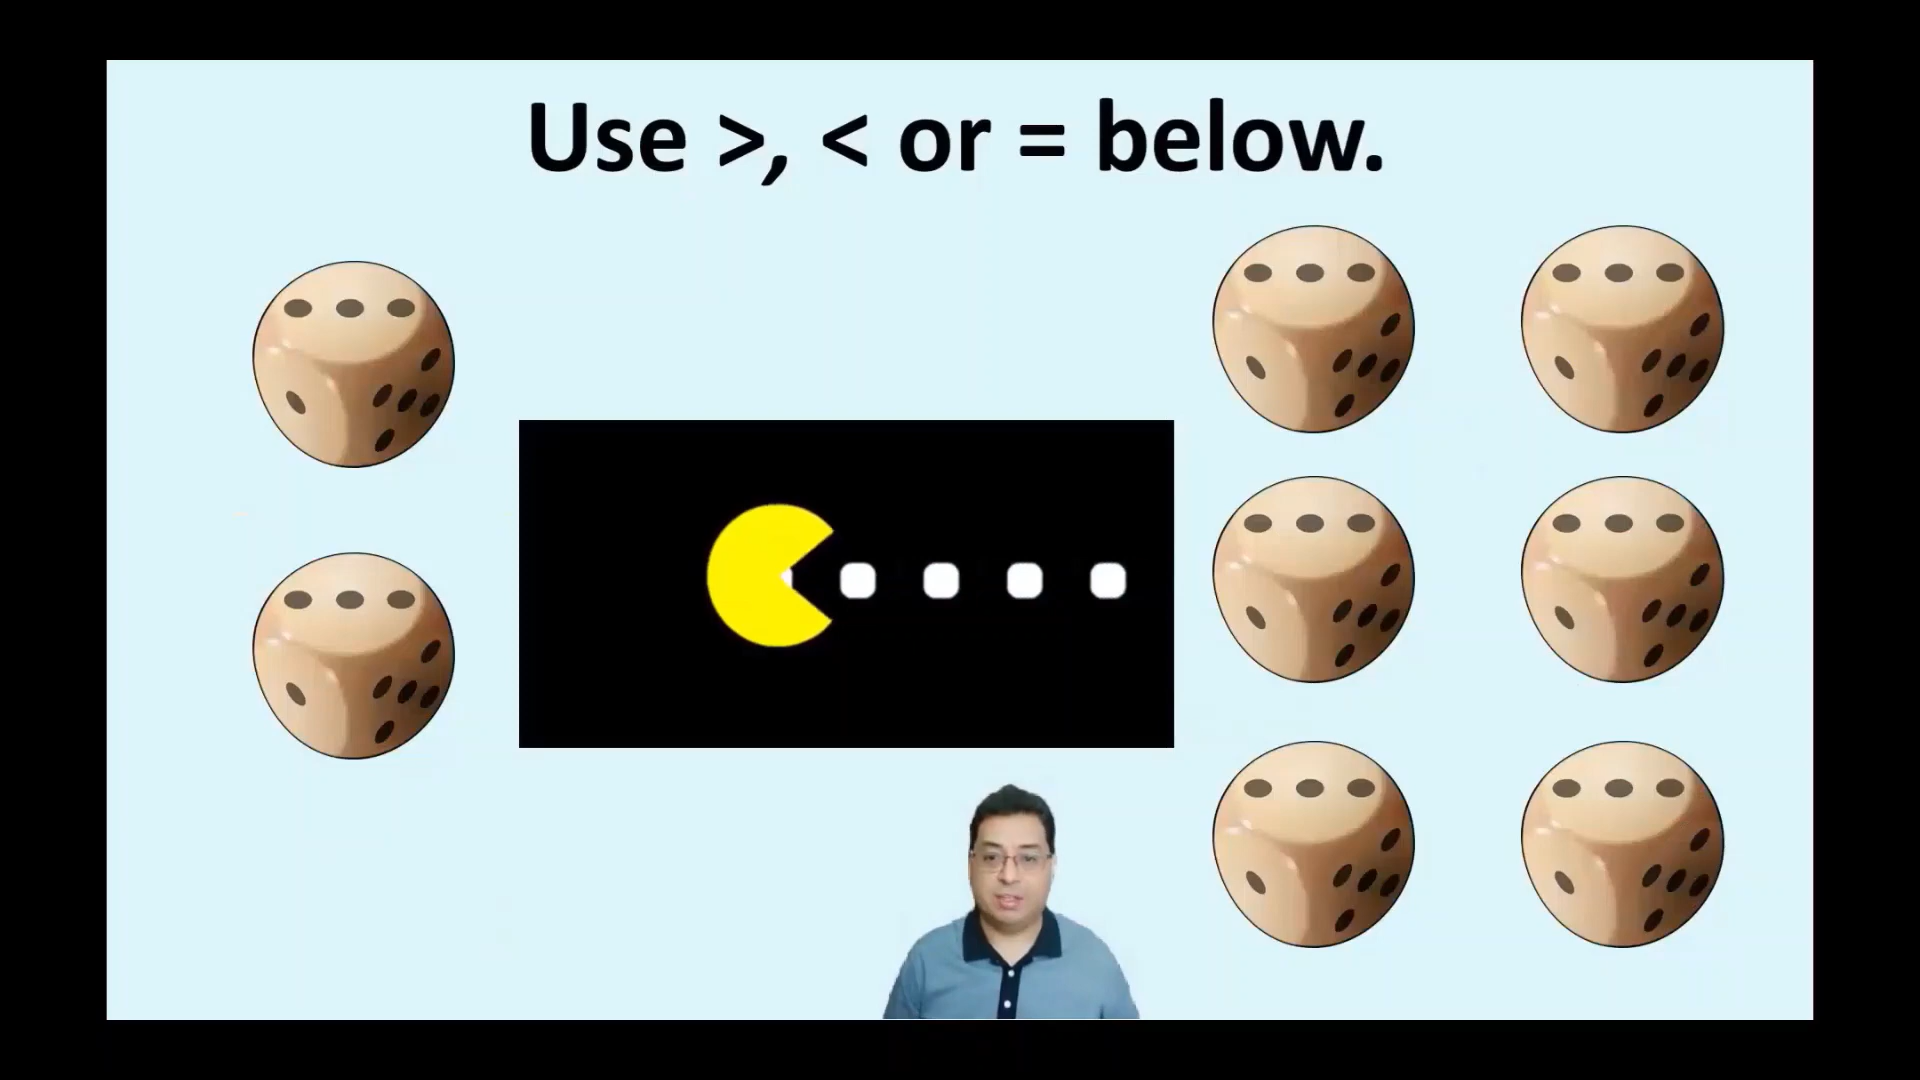 Use >, < or = below.